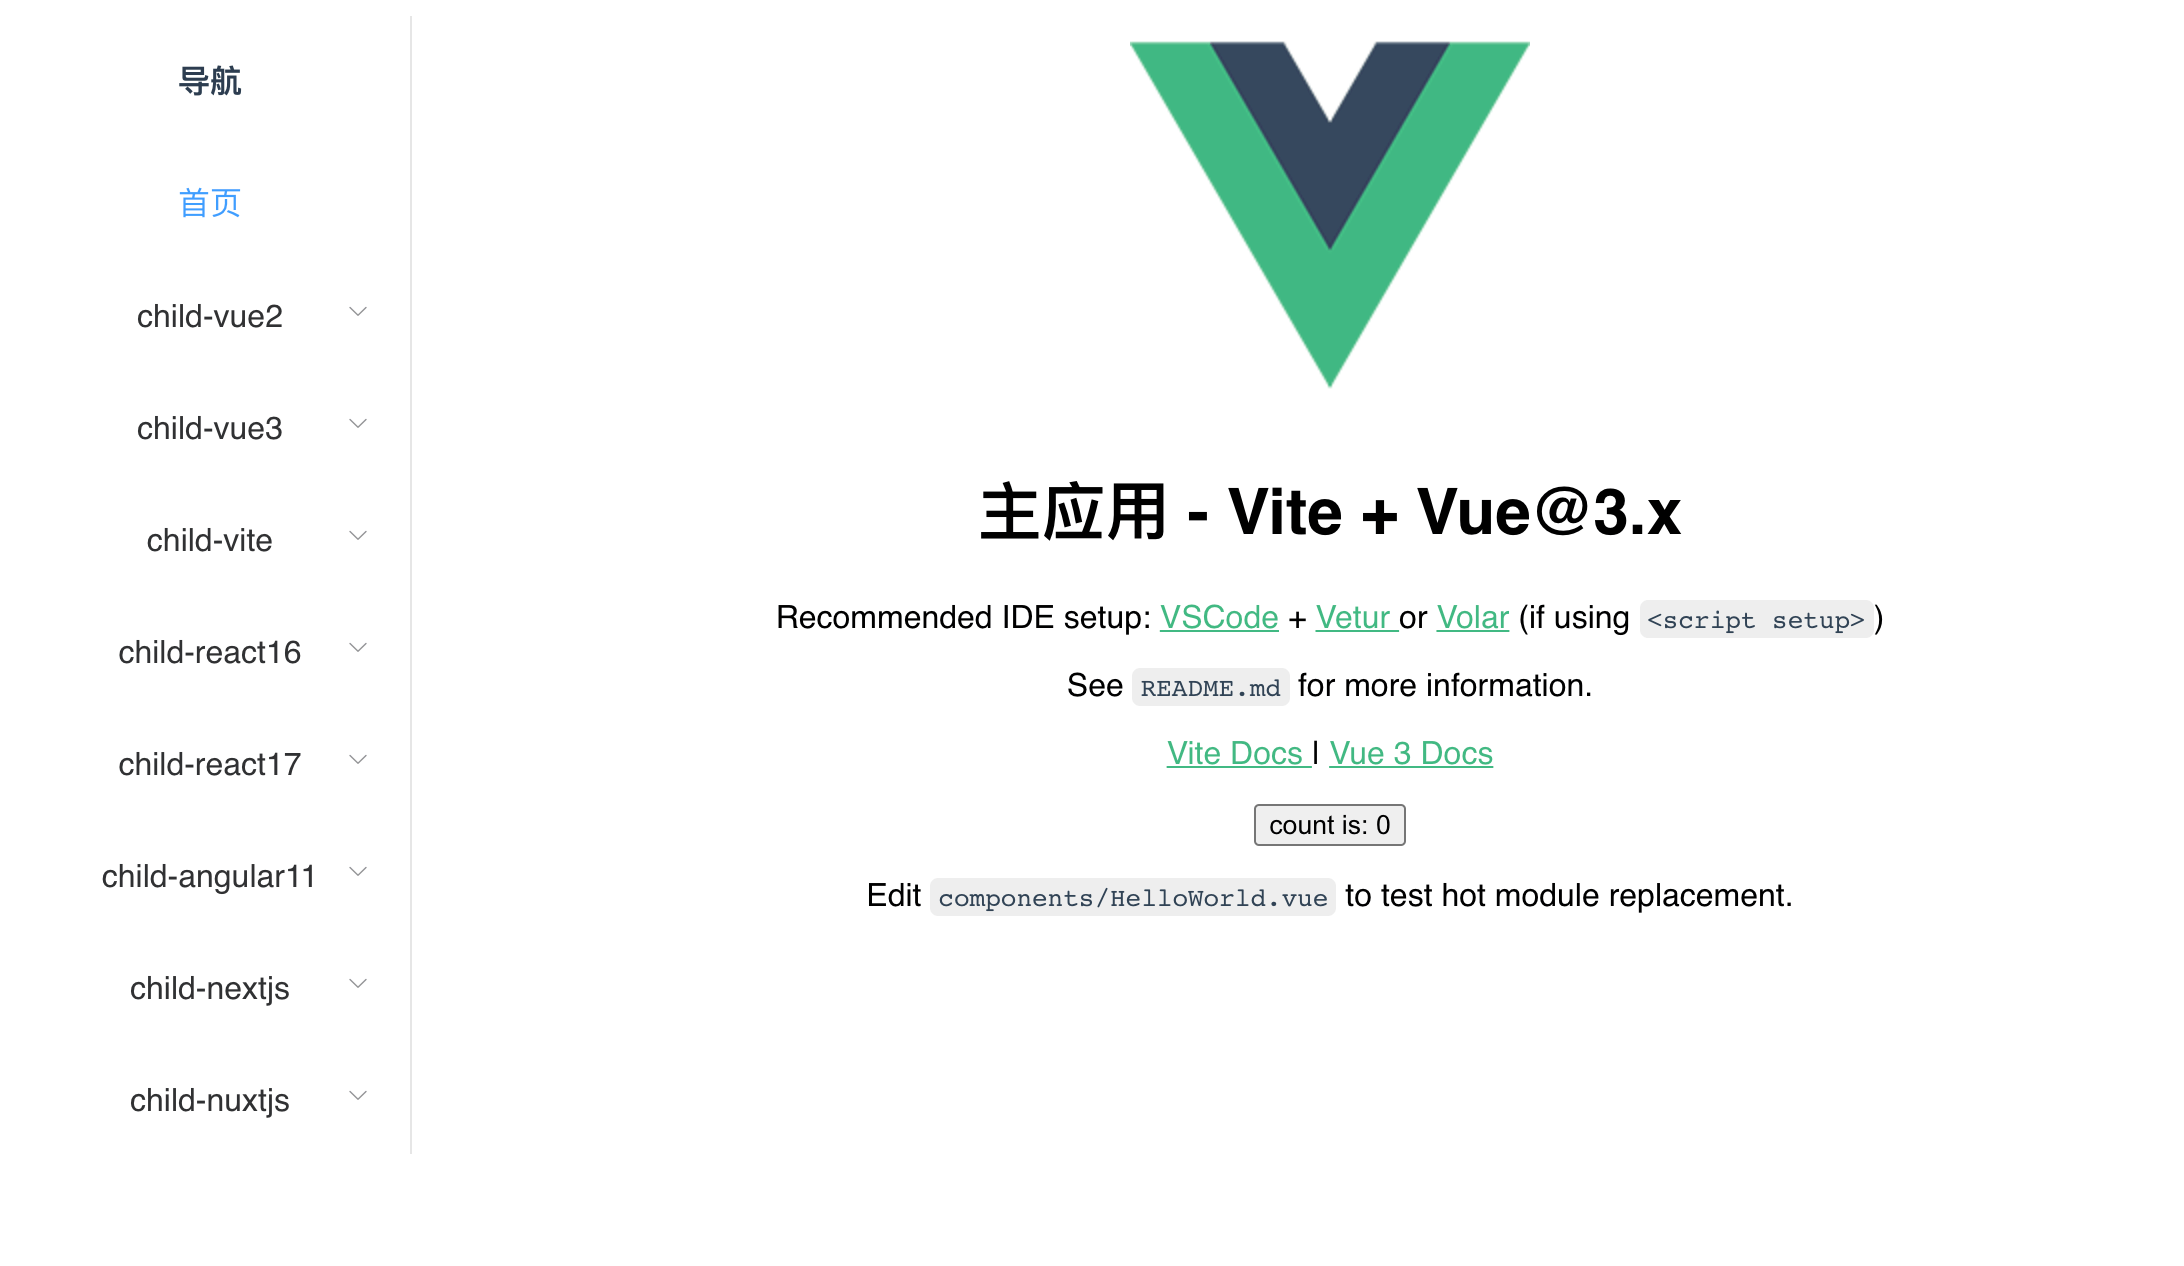 导航
首页
child-vue2
child-vue3
child-vite
child-react16
child-react17
child-angular11
child-nextjs
child-nuxtjs
主应用 - Vite + Vue@3.x
Recommended IDE setup: VSCode + Vetur or Volar (if using <script setup>)
See README.md for more information.
Vite Docs | Vue 3 Docs
count is: 0
Edit components/HelloWorld.vue to test hot module replacement.